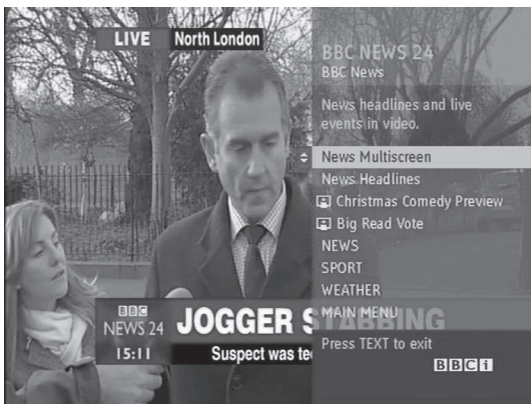 LIVE North London
BBC NEWS 24
BBC News
News headlines and live
events in video.
News Multiscreen
News Headlines
Christmas Comedy Preview
Big Read Vote
NEWS
SPORT
WEATHER
MAIN MENU
BBC
NEWS 24
JOGGER STABBING
15:11 Suspect was
Press TEXT to exit
BBCi